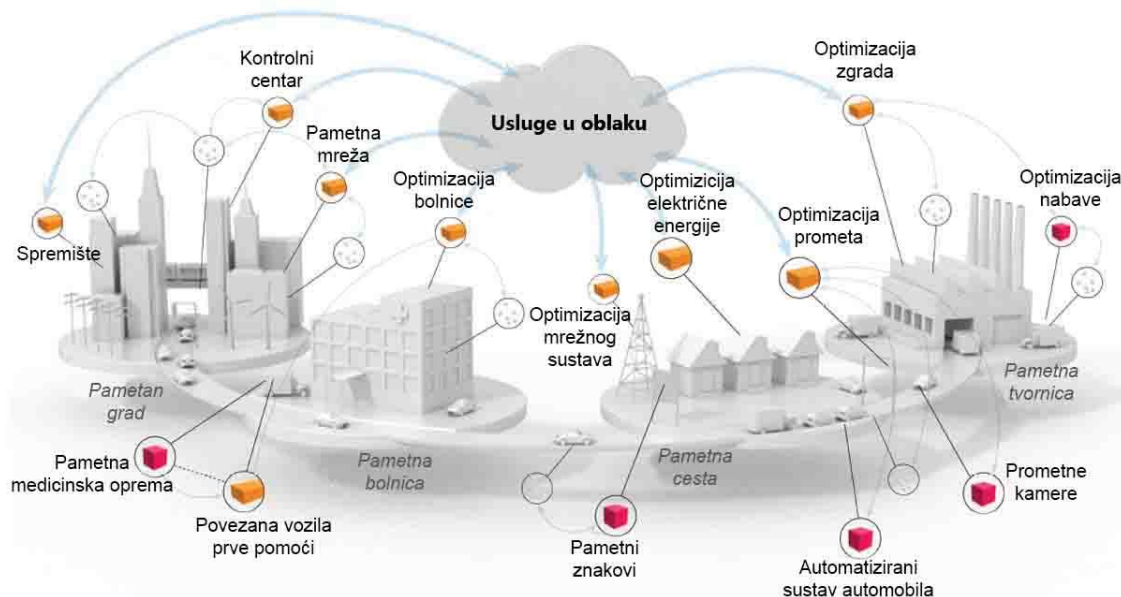 Kontrolni
centar
Usluge u oblaku
Optimizacija
zgrada
Pametna
mreža
Optimizacija
bolnice
Optimizicija
električne
energije
Optimizacija
prometa
Optimizacija
nabave
Spremište
Optimizacija
mrežnog
sustava
Pametan
grad
Pametna
tvornica
Pametna
medicinska oprema
Pametna
bolnica
Pametna
cesta
Povezana vozila
prve pomoći
Pametni
znakovi
Prometne
kamere
Automatizirani
sustav automobila